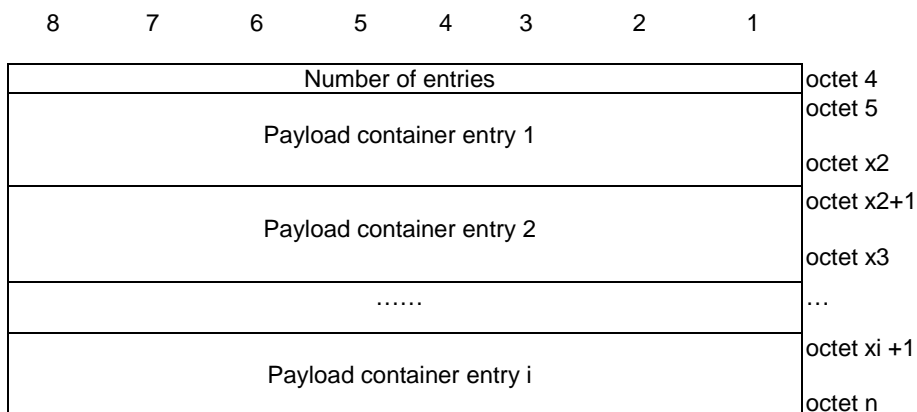 8 7 6 5 4 3 2 1
Number of entries octet 4
octet 5
Payload container entry 1
octet x2
octet x2+1
Payload container entry 2
octet x3
…… …
octet xi +1
Payload container entry i
octet n